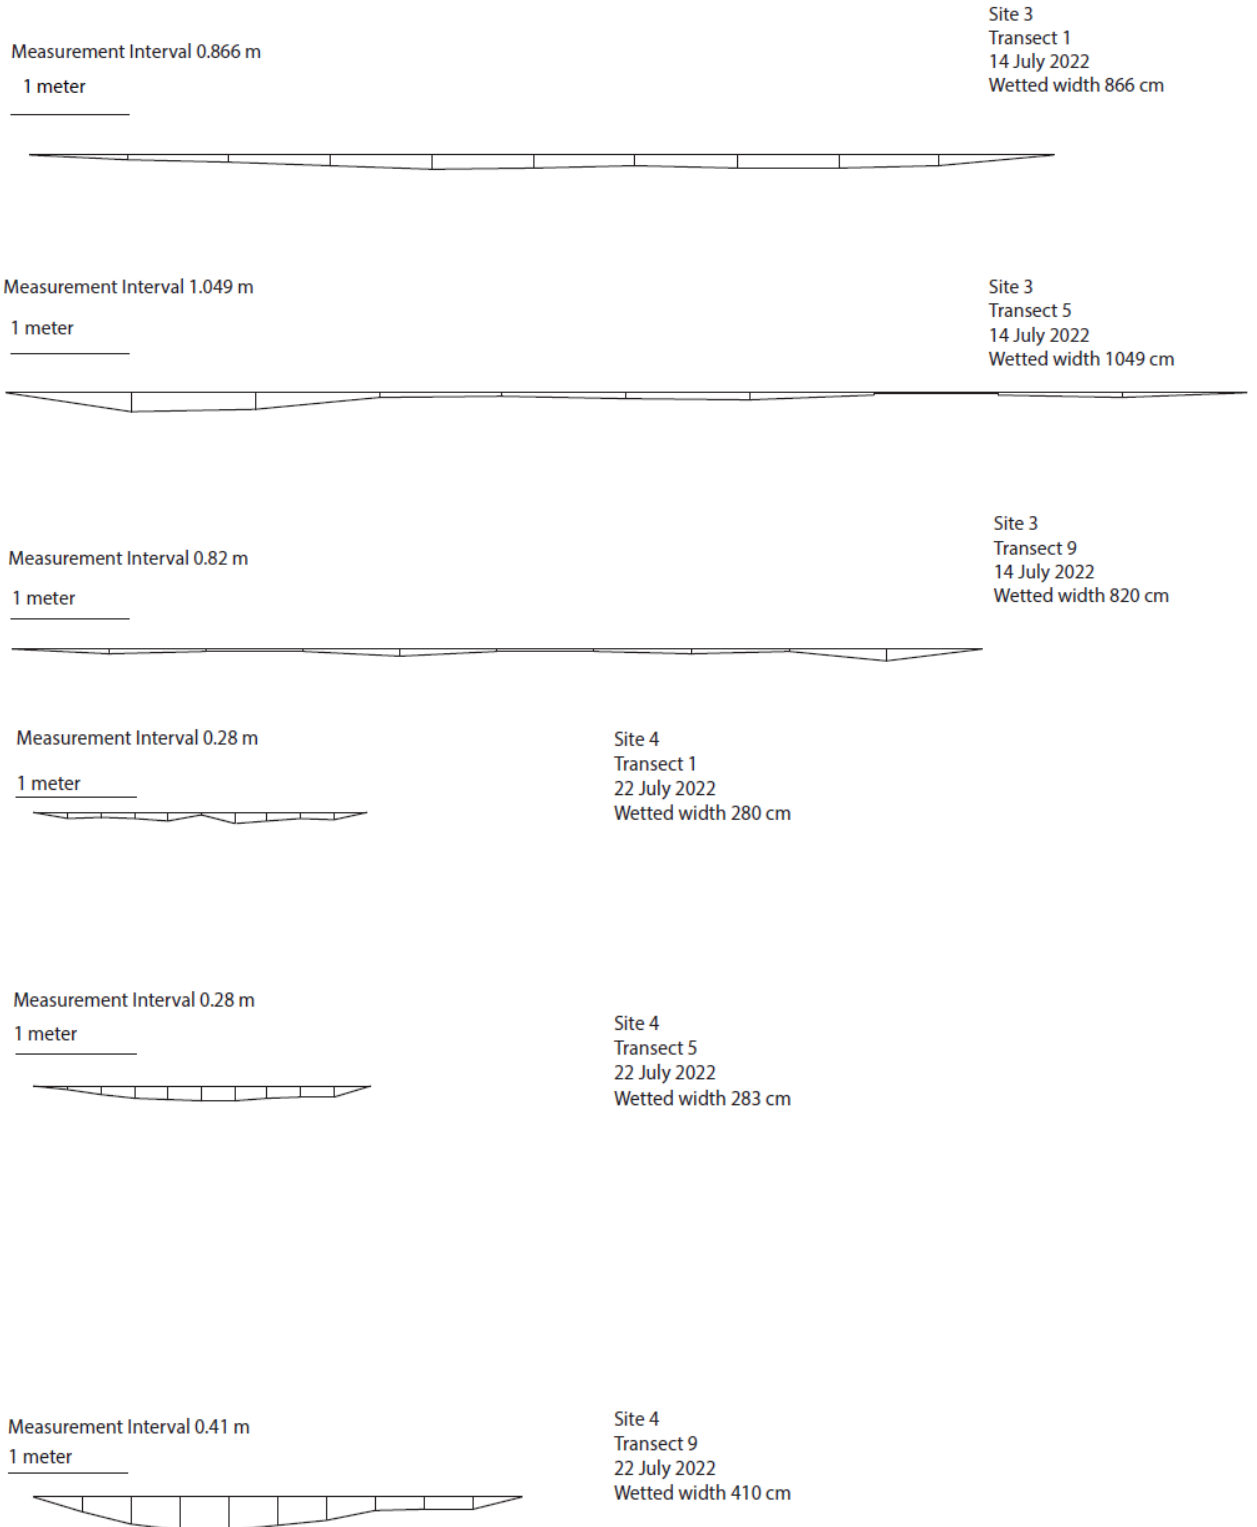 Measurement Interval 0.866 m
1 meter
Site 3
Transect 1
14 July 2022
Wetted width 866 cm
Measurement Interval 1.049 m
1 meter
Site 3
Transect 5
14 July 2022
Wetted width 1049 cm
Measurement Interval 0.82 m
1 meter
Site 3
Transect 9
14 July 2022
Wetted width 820 cm
Measurement Interval 0.28 m
1 meter
Site 4
Transect 1
22 July 2022
Wetted width 280 cm
Measurement Interval 0.28 m
1 meter
Site 4
Transect 5
22 July 2022
Wetted width 283 cm
Measurement Interval 0.41 m
1 meter
Site 4
Transect 9
22 July 2022
Wetted width 410 cm